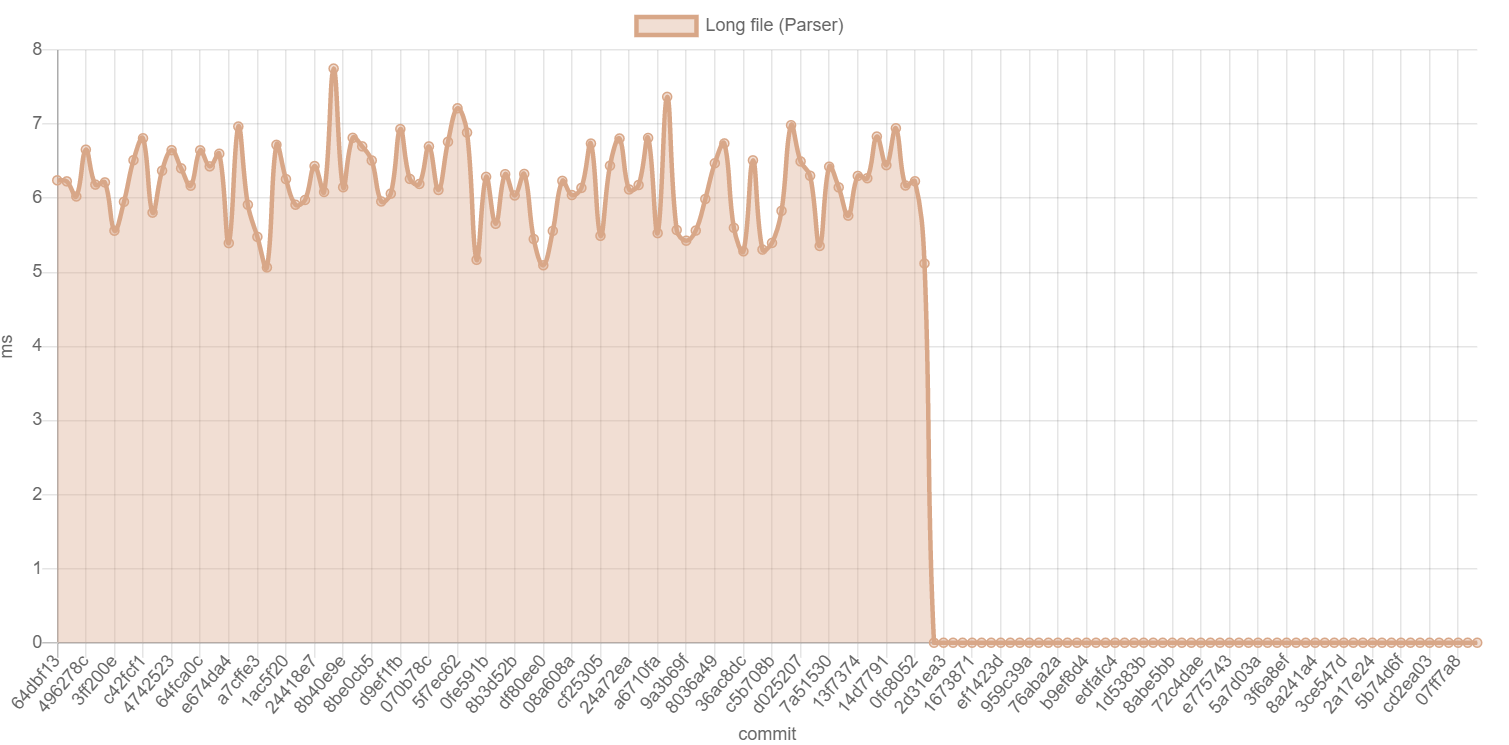 Long file (Parser)
8
7
6
5
4
3
2
1
0
ms
64dbf13
496278c
3ff200e
c42fcf1
4742523
64fca0c
e674da4
a7cffe3
1ac5f20
24418e7
8b40e9e
8be0cb5
d9ef1fb
070b78c
5f7ec62
0fe591b
8b3d52b
df80ee0
08a608a
cf25305
24a72ea
a6710fa
9a3b69f
8036a49
36ac8dc
c5b708b
d025207
7a51530
13f7374
14d7791
0fc8052
2d31ea3
1673871
ef1423d
959c39a
76aba2a
b9ef8d4
edfafc4
1d5383b
8abe5bb
72c4dae
e775743
5a7d03a
3f6a8ef
8a241a4
3ce547d
2a17e24
5b74d6f
cd2ea03
07ff7a8
commit